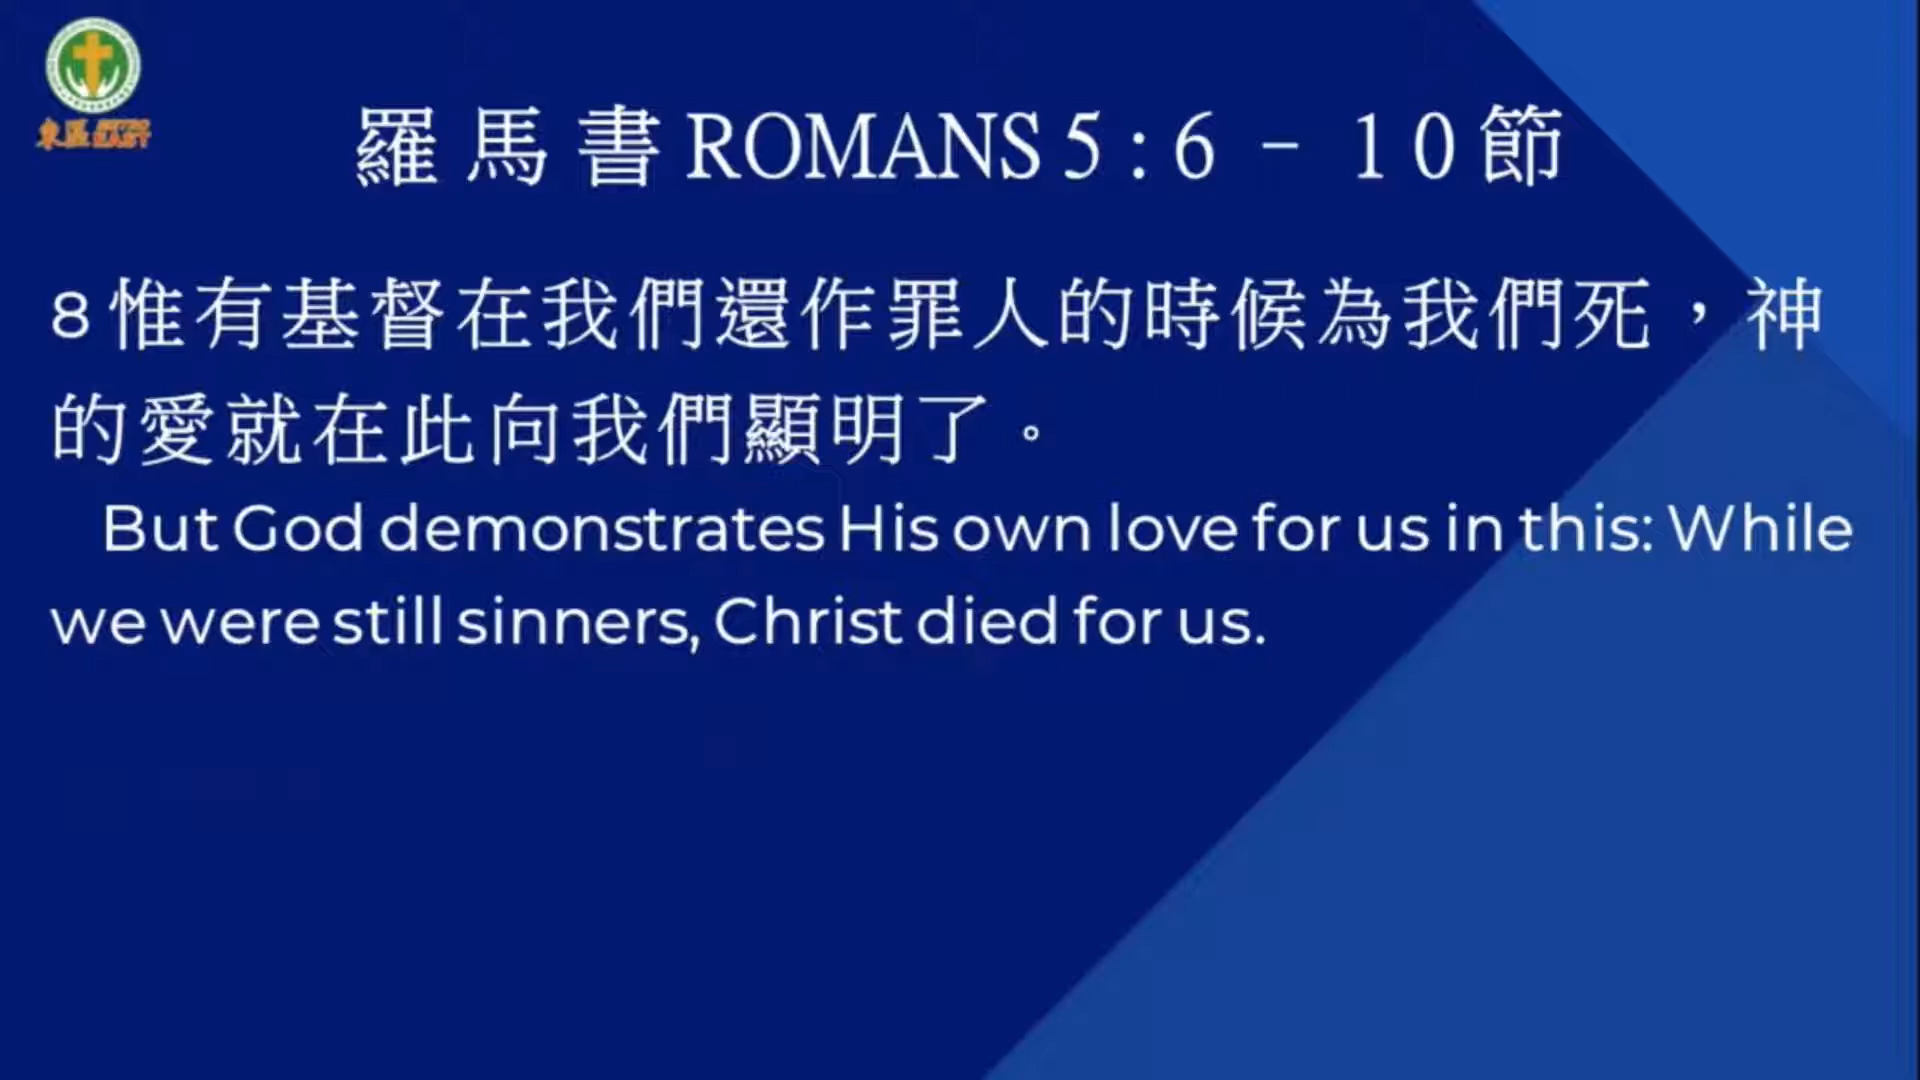 東區
羅馬書 ROMANS 5:6 - 10節
8 惟有基督在我們還作罪人的時候為我們死，神
的愛就在此向我們顯明了。
But God demonstrates His own love for us in this: While
we were still sinners, Christ died for us.